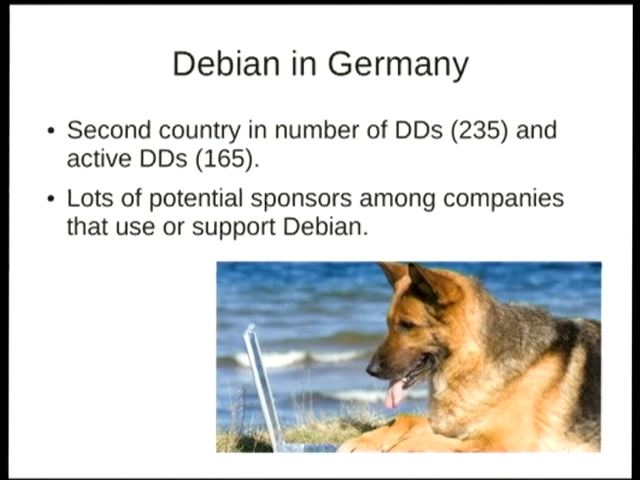 Debian in Germany
• Second country in number of DDs (235) and
active DDs (165).
• Lots of potential sponsors among companies
that use or support Debian.